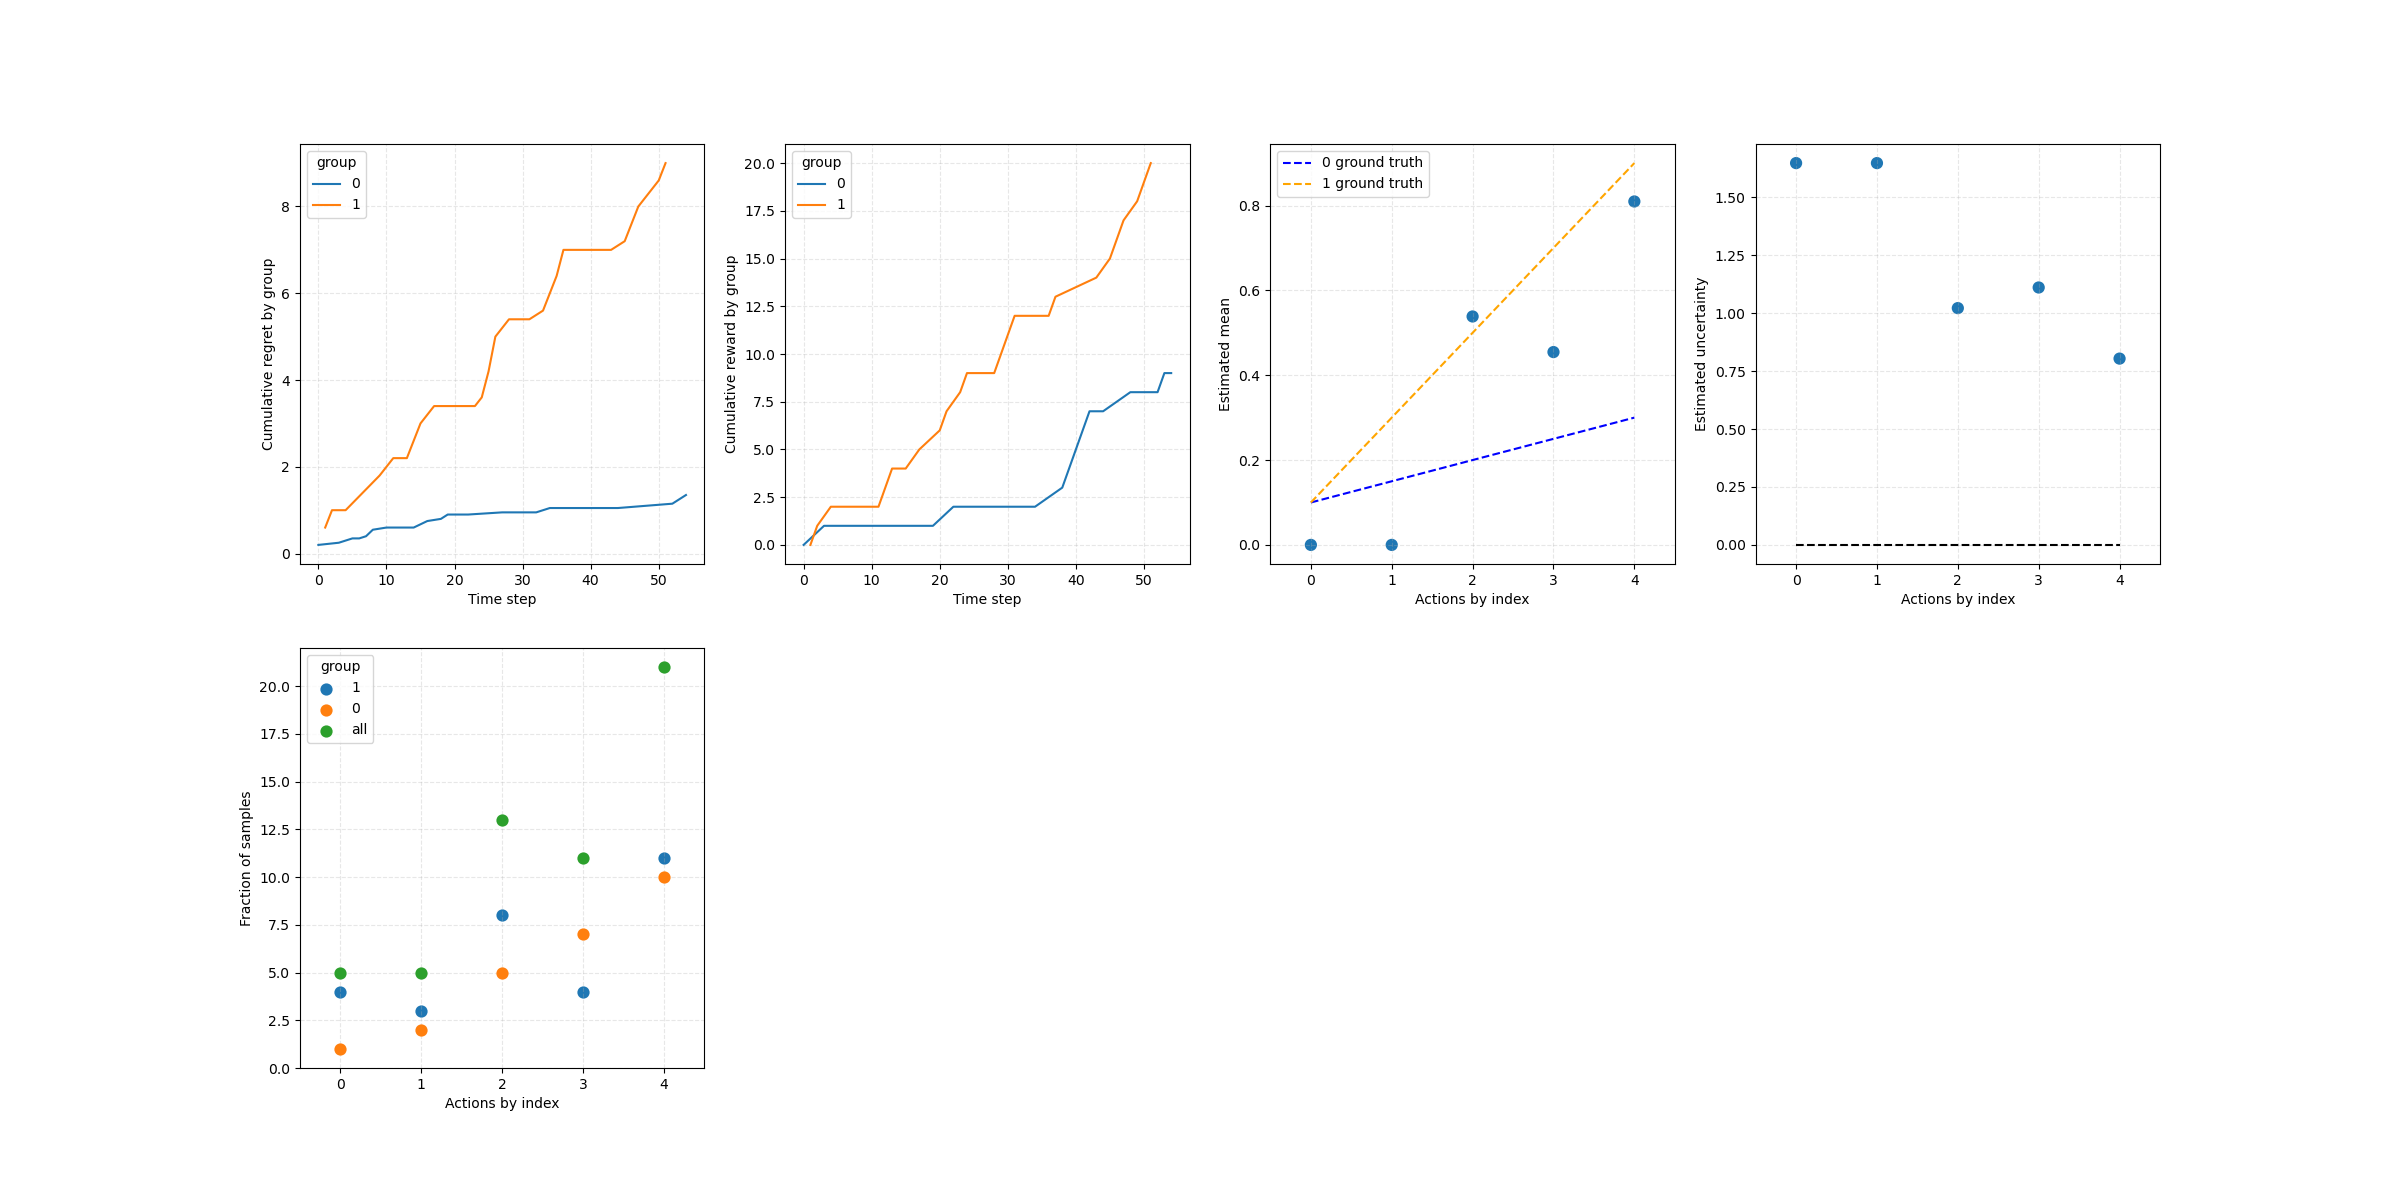 group
0
1
Cumulative regret by group
8
6
4
2
0
0 10 20 30 40 50
Time step
group
0
1
Cumulative reward by group
20.0
17.5
15.0
12.5
10.0
7.5
5.0
2.5
0.0
0 10 20 30 40 50
Time step
0 ground truth
1 ground truth
Estimated mean
0.8
0.6
0.4
0.2
0.0
0 1 2 3 4
Actions by index
Estimated uncertainty
1.50
1.25
1.00
0.75
0.50
0.25
0.00
0 1 2 3 4
Actions by index
group
1
0
all
Fraction of samples
20.0
17.5
15.0
12.5
10.0
7.5
5.0
2.5
0.0
0 1 2 3 4
Actions by index